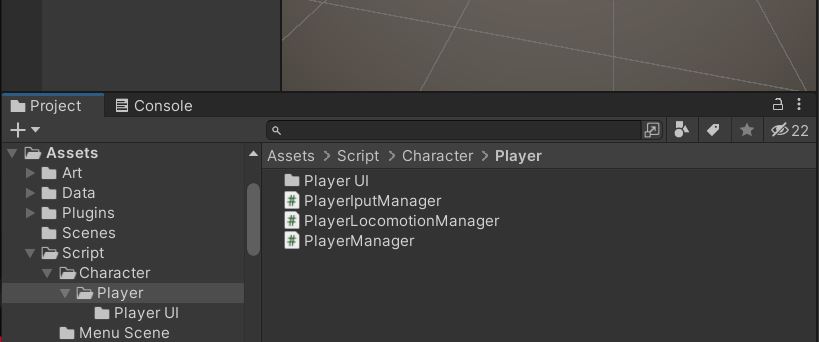 Project
Console
22
Assets
Art
Data
Plugins
Scenes
Script
Character
Player
Player UI
Menu Scene
Assets > Script > Character > Player
Player UI
PlayerIputManager
PlayerLocomotionManager
PlayerManager